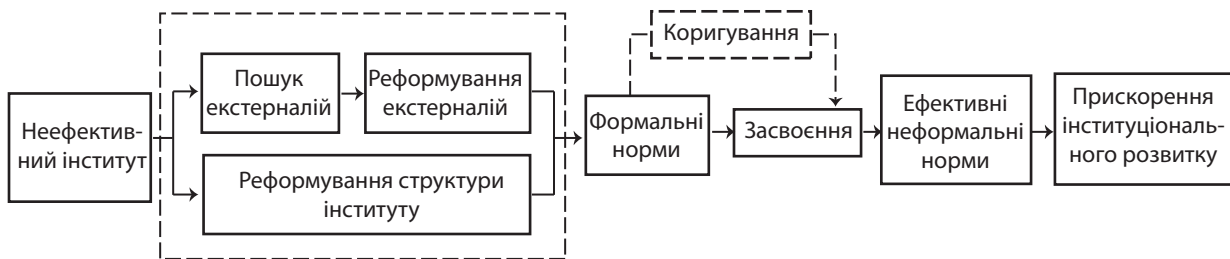 Неефектив-
ний інститут
Пошук
екстерналій
Реформування
екстерналій
Реформування структури
інституту
Формальні
норми
Коригування
Засвоєння
Ефективні
неформальні
норми
Прискорення
інституціональ-
ного розвитку